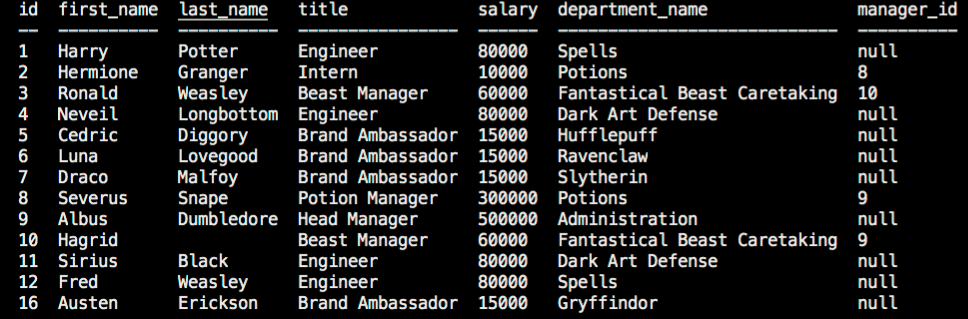 id  first_name  last_name   title             salary  department_name               manager_id
--  ----------  ----------  ----------------  ------  ----------------------------  ----------
1   Harry       Potter      Engineer          80000   Spells                        null
2   Hermione    Granger     Intern            10000   Potions                       8
3   Ronald      Weasley     Beast Manager     60000   Fantastical Beast Caretaking  10
4   Neveil      Longbottom  Engineer          80000   Dark Art Defense              null
5   Cedric      Diggory     Brand Ambassador  15000   Hufflepuff                    null
6   Luna        Lovegood    Brand Ambassador  15000   Ravenclaw                     null
7   Draco       Malfoy      Brand Ambassador  15000   Slytherin                     null
8   Severus     Snape       Potion Manager    300000  Potions                       9
9   Albus       Dumbledore  Head Manager      500000  Administration                null
10  Hagrid                  Beast Manager     60000   Fantastical Beast Caretaking  9
11  Sirius      Black       Engineer          80000   Dark Art Defense              null
12  Fred        Weasley     Engineer          80000   Spells                        null
16  Austen      Erickson    Brand Ambassador  15000   Gryffindor                    null